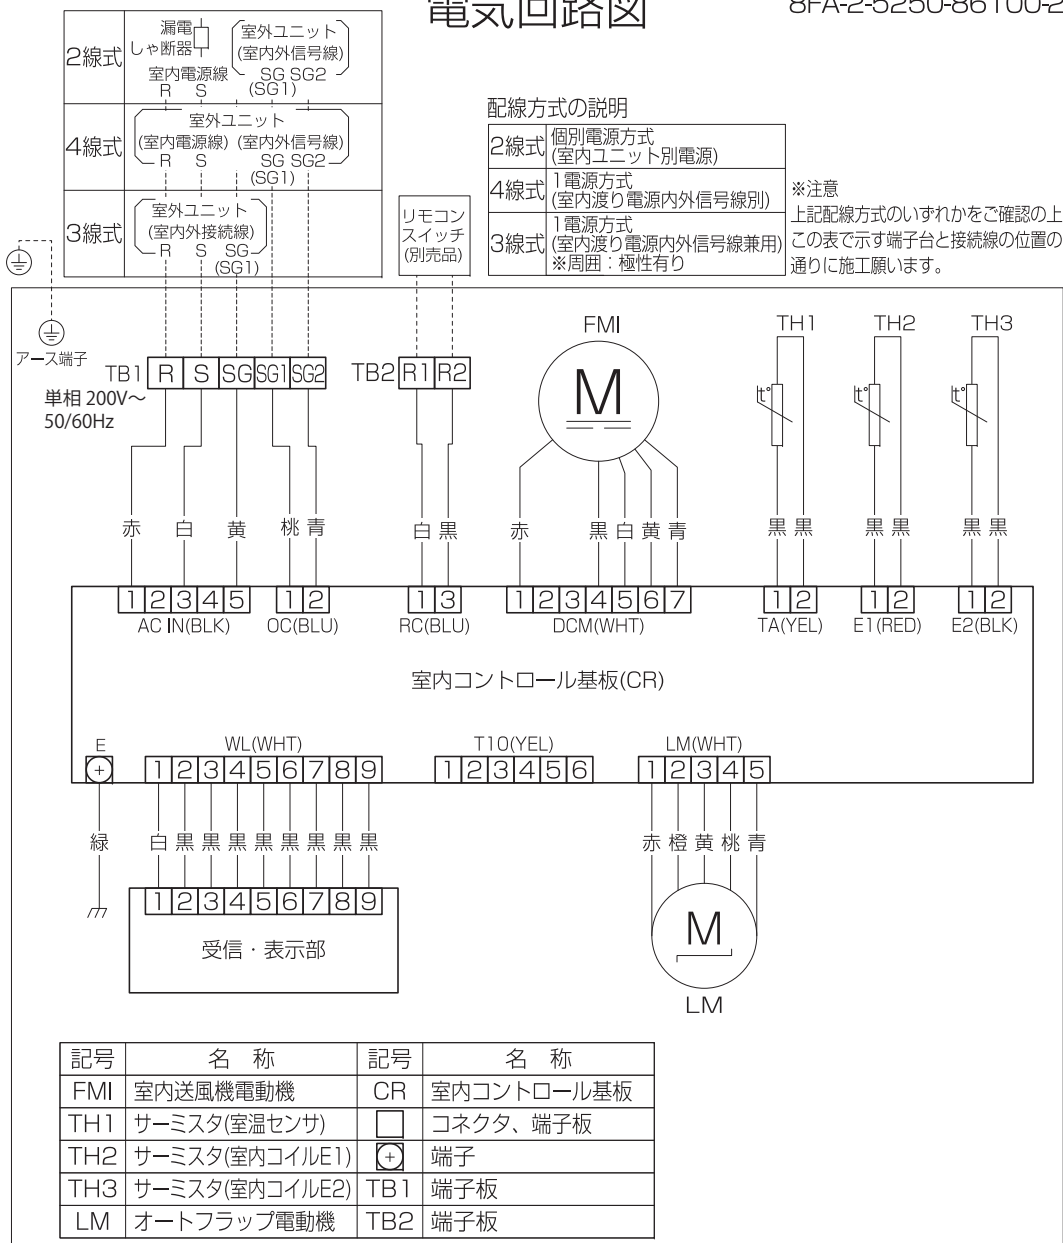 電気回路図
8FA-2-5250-86100-2
2線式
漏電
しゃ断器
室外ユニット
(室内外信号線)
室内電源線
SG SG2
R S
(SG1)
4線式
室外ユニット
(室内電源線) (室内外信号線)
R S SG SG2
(SG1)
3線式
室外ユニット
(室内外接続線)
R S SG
(SG1)
配線方式の説明
2線式
個別電源方式
(室内ユニット別電源)
4線式
1電源方式
(室内渡り電源内外信号線別)
3線式
1電源方式
(室内渡り電源内外信号線兼用)
※周囲：極性有り
※注意
上記配線方式のいずれかをご確認の上
この表で示す端子台と接続線の位置の
通りに施工願います。
リモコン
スイッチ
(別売品)
アース端子
TB1 R S SG SG1 SG2
単相 200V～
50/60Hz
TB2 R1 R2
FMI
M
TH1 TH2 TH3
t° t° t°
赤 白 黄 桃 青 白 黒 赤 黒 白 黄 青 黒 黒 黒 黒 黒 黒
1 2 3 4 5 1 2 1 3 1 2 3 4 5 6 7 1 2 1 2 1 2
AC IN(BLK) OC(BLU) RC(BLU) DCM(WHT) TA(YEL) E1(RED) E2(BLK)
室内コントロール基板(CR)
E WL(WHT) T10(YEL) LM(WHT)
1 2 3 4 5 6 7 8 9 1 2 3 4 5 6 1 2 3 4 5
緑 白 黒 黒 黒 黒 黒 黒 黒 黒 赤 橙 黄 桃 青
1 2 3 4 5 6 7 8 9
受信・表示部
M
LM
記号 名 称 記号 名 称
FMI 室内送風機電動機 CR 室内コントロール基板
TH1 サーミスタ(室温センサ) コネクタ、端子板
TH2 サーミスタ(室内コイルE1) 端子
TH3 サーミスタ(室内コイルE2) TB1 端子板
LM オートフラップ電動機 TB2 端子板